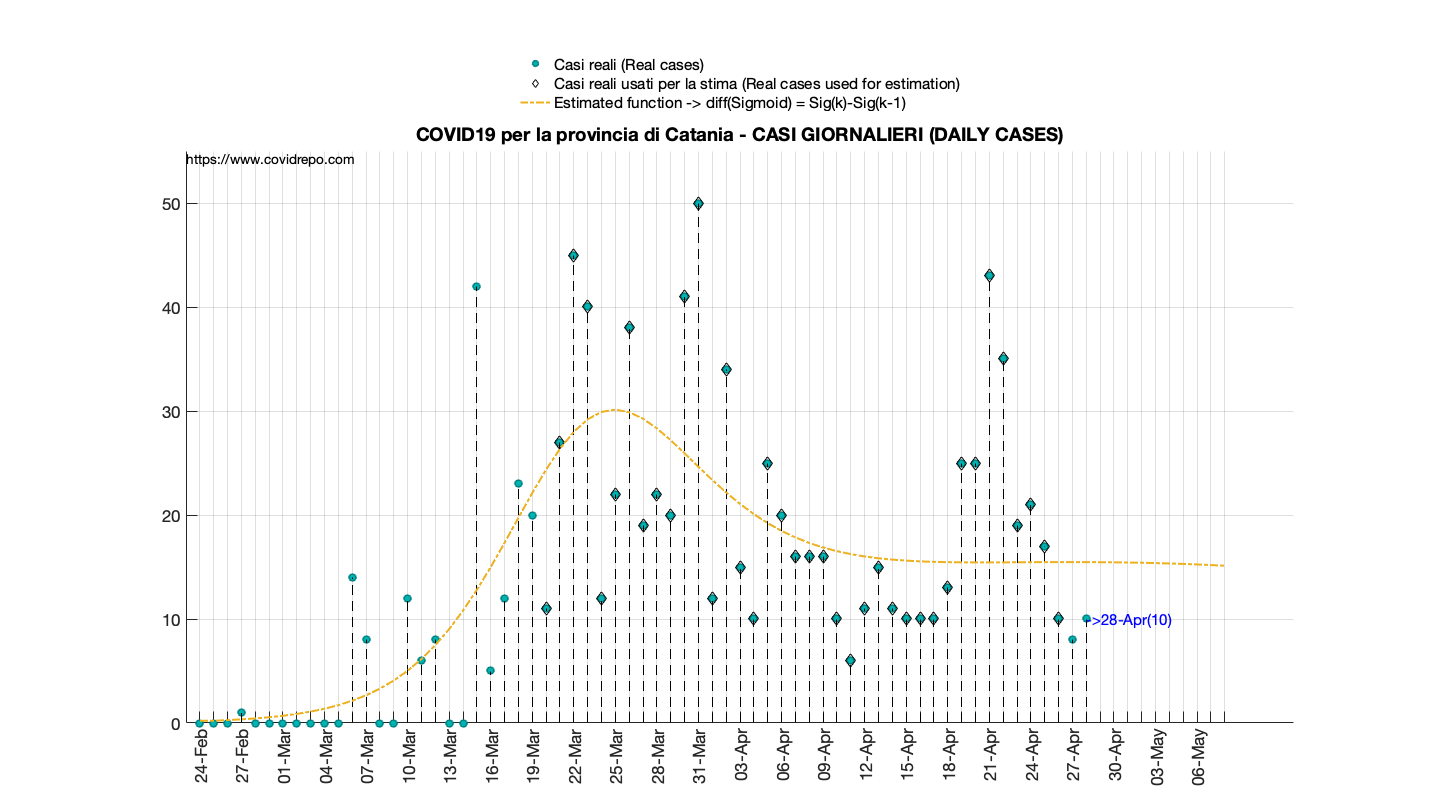 Casi reali (Real cases)
Casi reali usati per la stima (Real cases used for estimation)
Estimated function -> diff(Sigmoid) = Sig(k)-Sig(k-1)
COVID19 per la provincia di Catania - CASI GIORNALIERI (DAILY CASES)
https://www.covidrepo.com
50
40
30
20
10
0
->28-Apr(10)
24-Feb
27-Feb
01-Mar
04-Mar
07-Mar
10-Mar
13-Mar
16-Mar
19-Mar
22-Mar
25-Mar
28-Mar
31-Mar
03-Apr
06-Apr
09-Apr
12-Apr
15-Apr
18-Apr
21-Apr
24-Apr
27-Apr
30-Apr
03-May
06-May